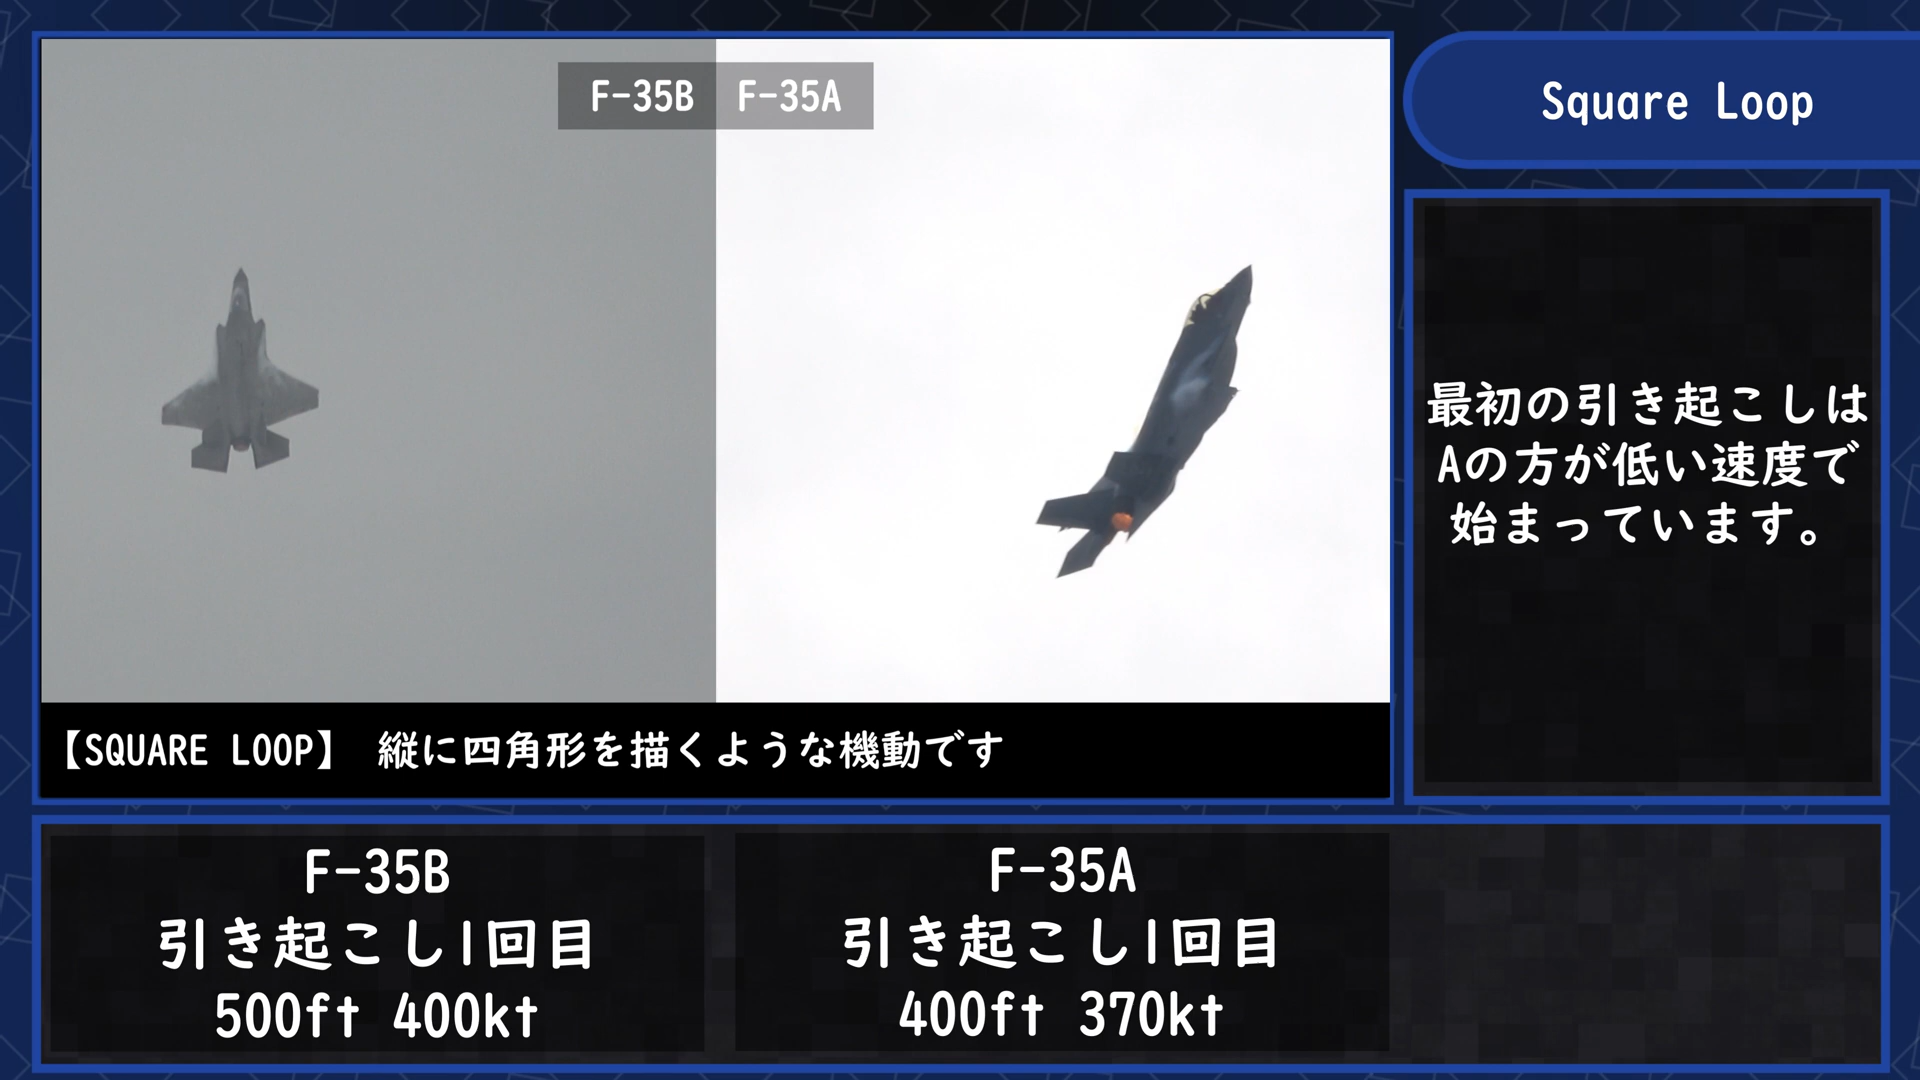 F-35B
F-35A
Square Loop
最初の引き起こしは
Aの方が低い速度で
始まっています。
【SQUARE LOOP】 縦に四角形を描くような機動です
F-35B
引き起こし1回目
500ft 400kt
F-35A
引き起こし1回目
400ft 370kt